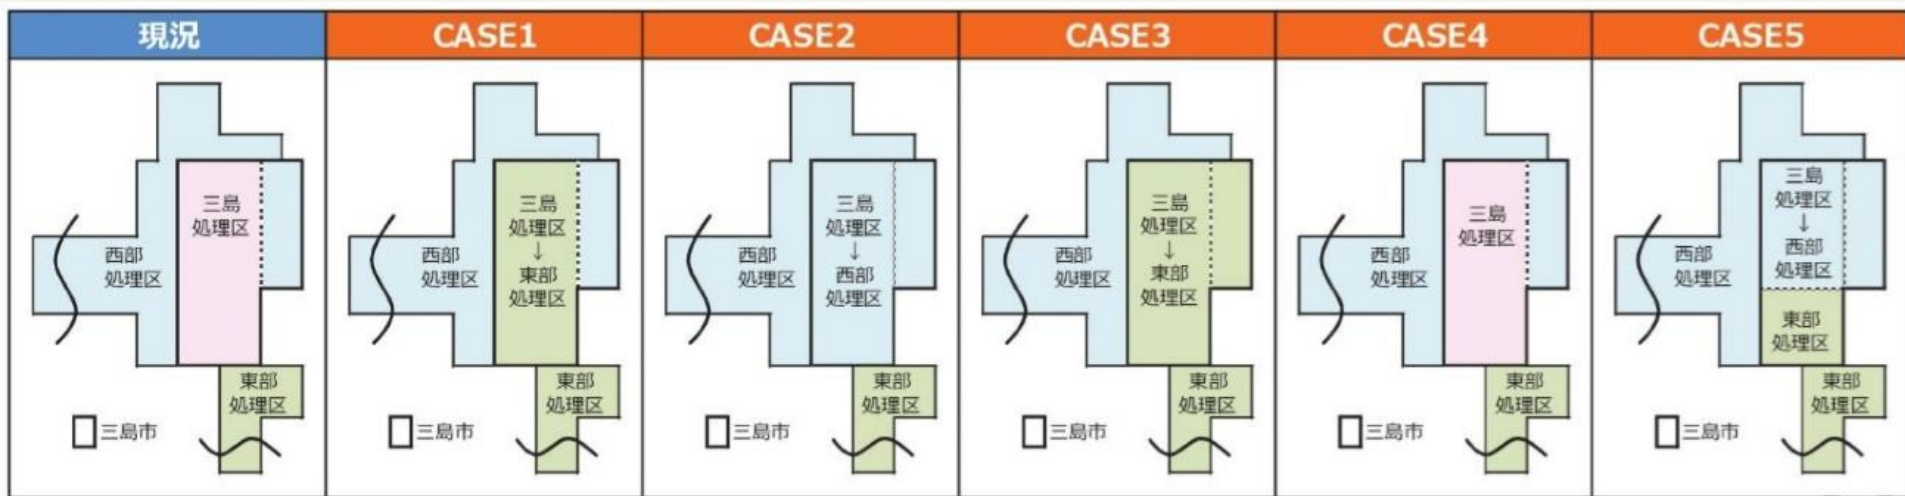 現況
CASE1
CASE2
CASE3
CASE4
CASE5
三島
処理区
西部
処理区
東部
処理区
三島市
三島
処理区
↓
東部
処理区
西部
処理区
東部
処理区
三島市
三島
処理区
↓
西部
処理区
西部
処理区
東部
処理区
三島市
三島
処理区
↓
東部
処理区
西部
処理区
東部
処理区
三島市
三島
処理区
西部
処理区
東部
処理区
三島市
三島
処理区
↓
西部
処理区
西部
処理区
東部
処理区
東部
処理区
三島市